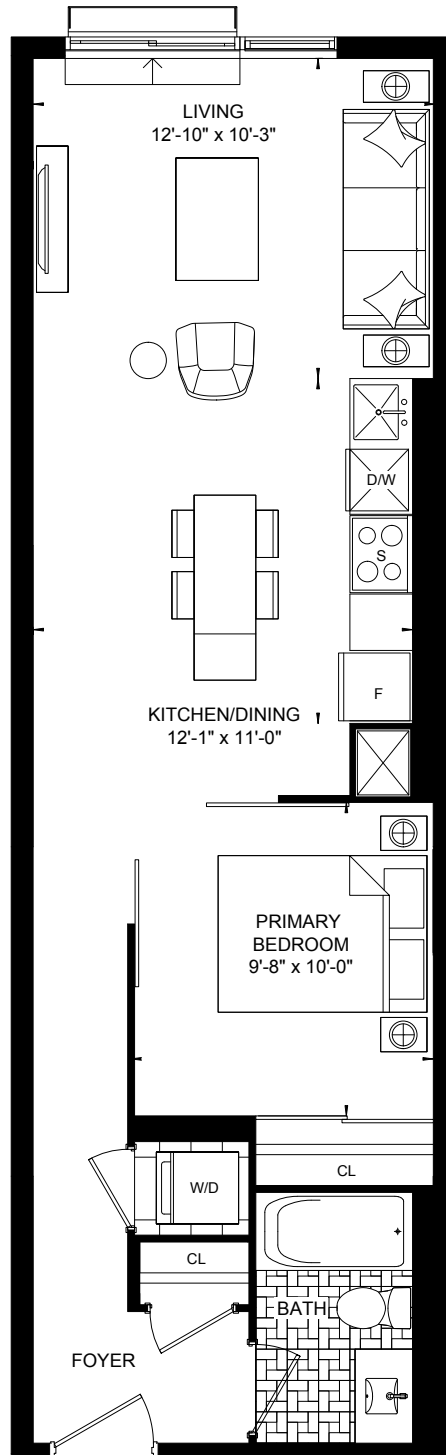 LIVING
12'-10" x 10'-3"
D/W
S
F
KITCHEN/DINING
12'-1" x 11'-0"
PRIMARY
BEDROOM
9'-8" x 10'-0"
CL
W/D
CL
BATH
FOYER